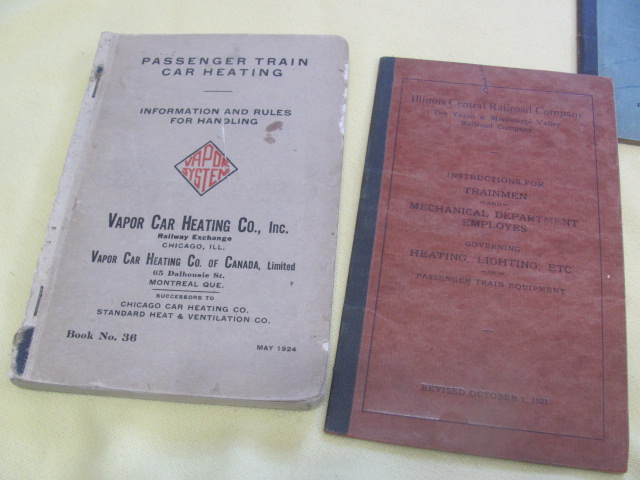 PASSENGER TRAIN
CAR HEATING
INFORMATION AND RULES
FOR HANDLING
VAPOR
SYSTEM
VAPOR CAR HEATING CO., INC.
Railway Exchange
CHICAGO, ILL.
VAPOR CAR HEATING CO. OF CANADA, Limited
65 Dalhousie St.
MONTREAL QUE.
SUCCESSORS TO
CHICAGO CAR HEATING CO.
STANDARD HEAT & VENTILATION CO.
Book No. 36
MAY 1924
Illinois Central Railroad Company
The Yazoo & Mississippi Valley
Railroad Company
INSTRUCTIONS FOR
TRAINMEN
AND
MECHANICAL DEPARTMENT
EMPLOYES
GOVERNING
HEATING, LIGHTING, ETC
ON
PASSENGER TRAIN EQUIPMENT
REVISED OCTOBER 1, 1921